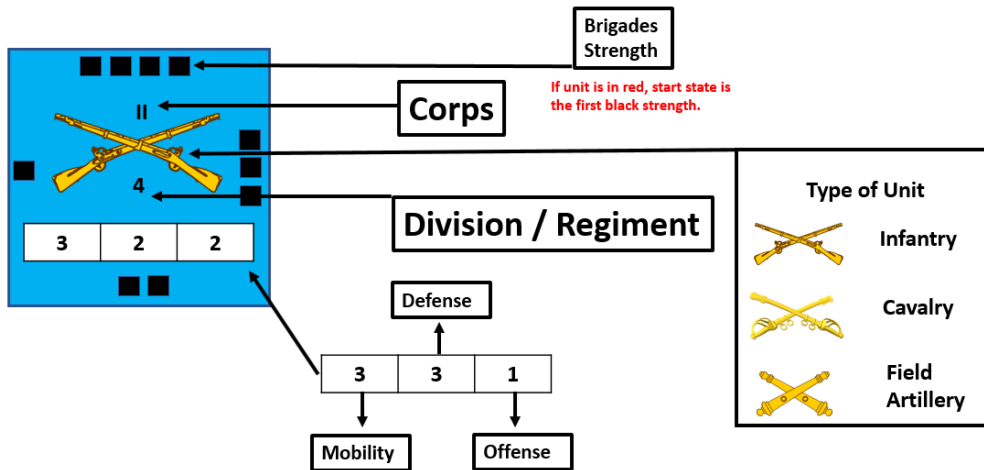 Brigades
Strength
If unit is in red, start state is
the first black strength.
II
Corps
4
Division / Regiment
3 2 2
Type of Unit
Infantry
Cavalry
Field
Artillery
Defense
3 3 1
Mobility
Offense